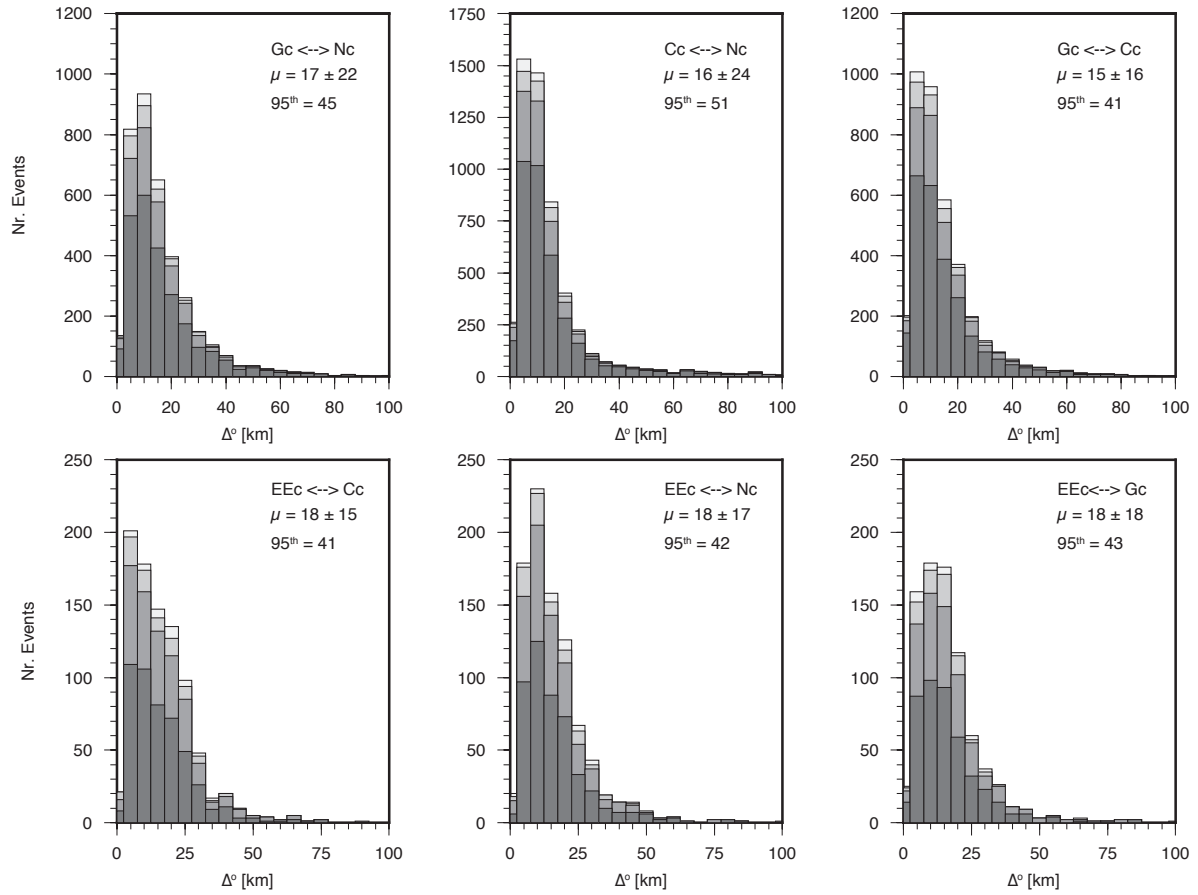 Gc <--> Nc
µ = 17 ± 22
95th = 45
Nr. Events
0
200
400
600
800
1000
1200
0 20 40 60 80 100
Δº [km]
Cc <--> Nc
µ = 16 ± 24
95th = 51
0
250
500
750
1000
1250
1500
1750
0 20 40 60 80 100
Δº [km]
Gc <--> Cc
µ = 15 ± 16
95th = 41
0
200
400
600
800
1000
1200
0 20 40 60 80 100
Δº [km]
EEc <--> Cc
µ = 18 ± 15
95th = 41
Nr. Events
0
50
100
150
200
250
0 25 50 75 100
Δº [km]
EEc <--> Nc
µ = 18 ± 17
95th = 42
0
50
100
150
200
250
0 25 50 75 100
Δº [km]
EEc<--> Gc
µ = 18 ± 18
95th = 43
0
50
100
150
200
250
0 25 50 75 100
Δº [km]